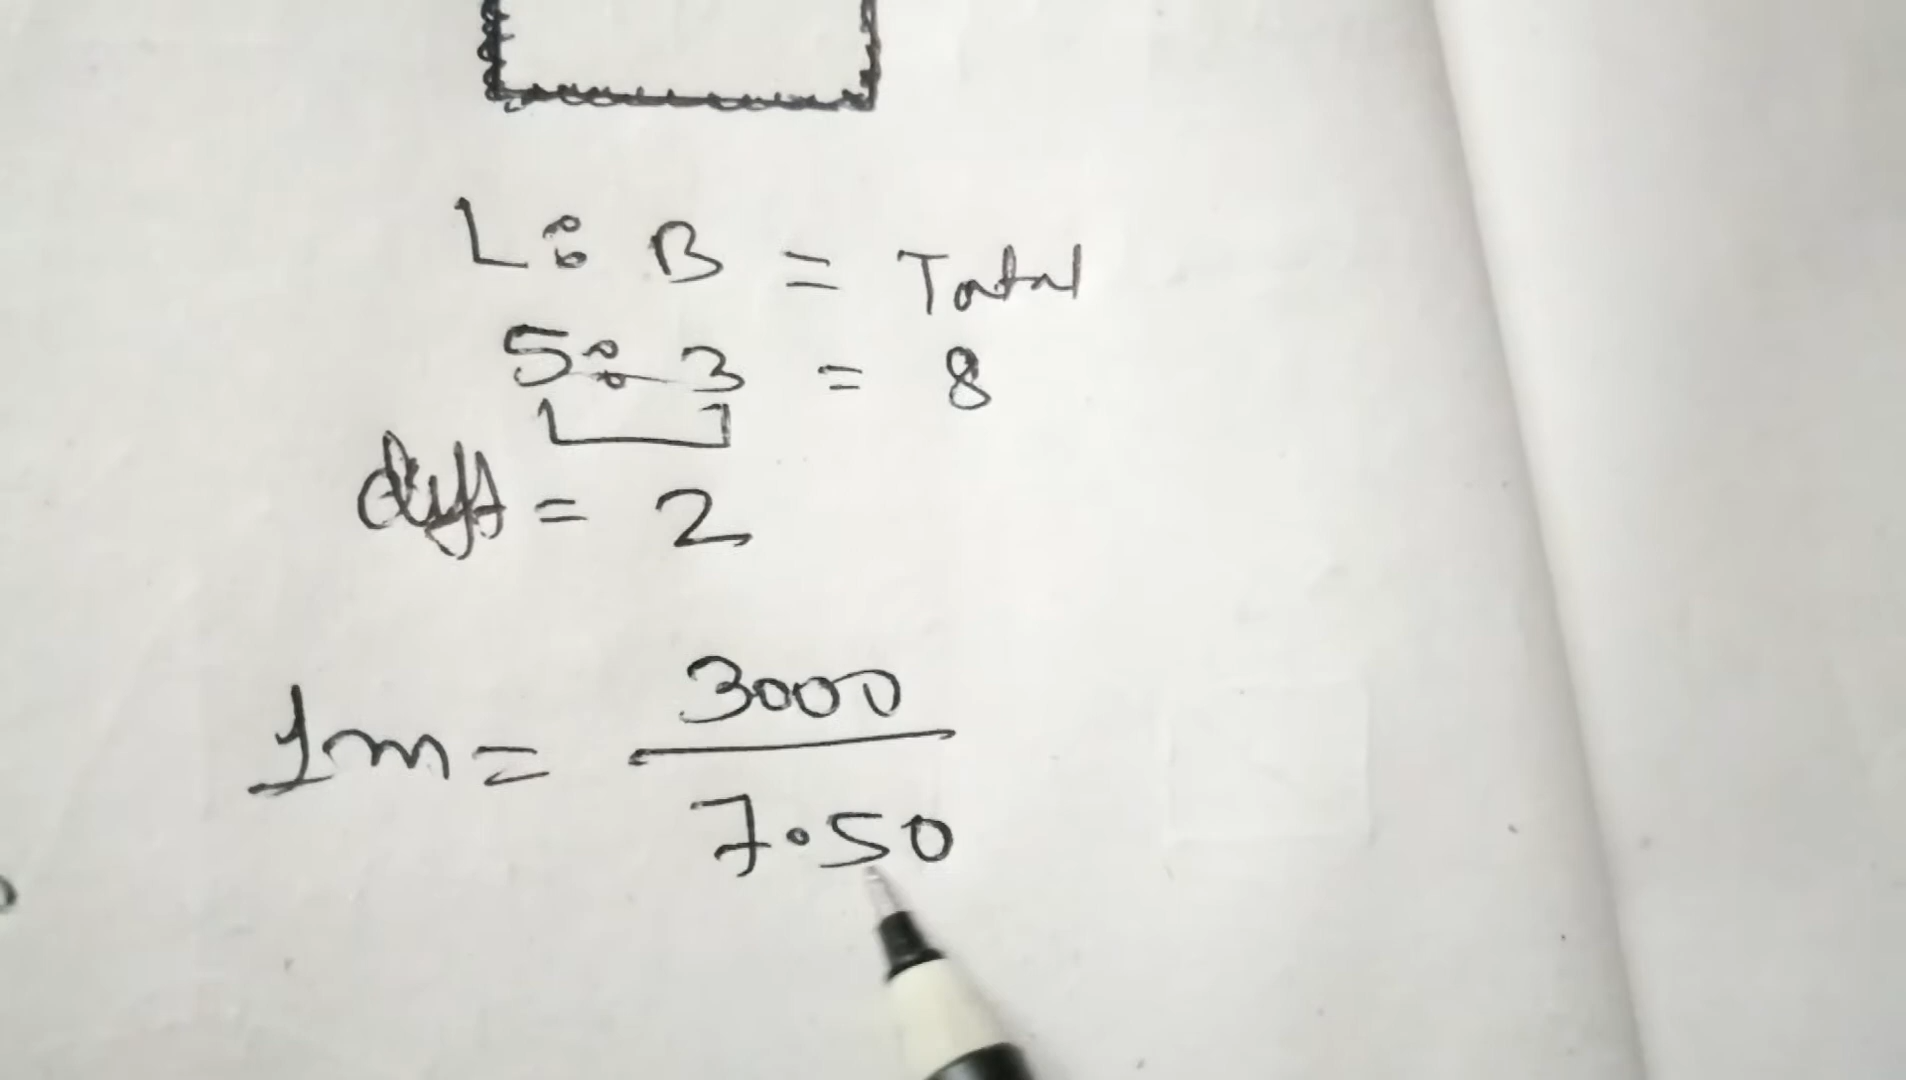 L : B = Total
5 : 3 = 8
diff = 2
1m = 3000
7.50